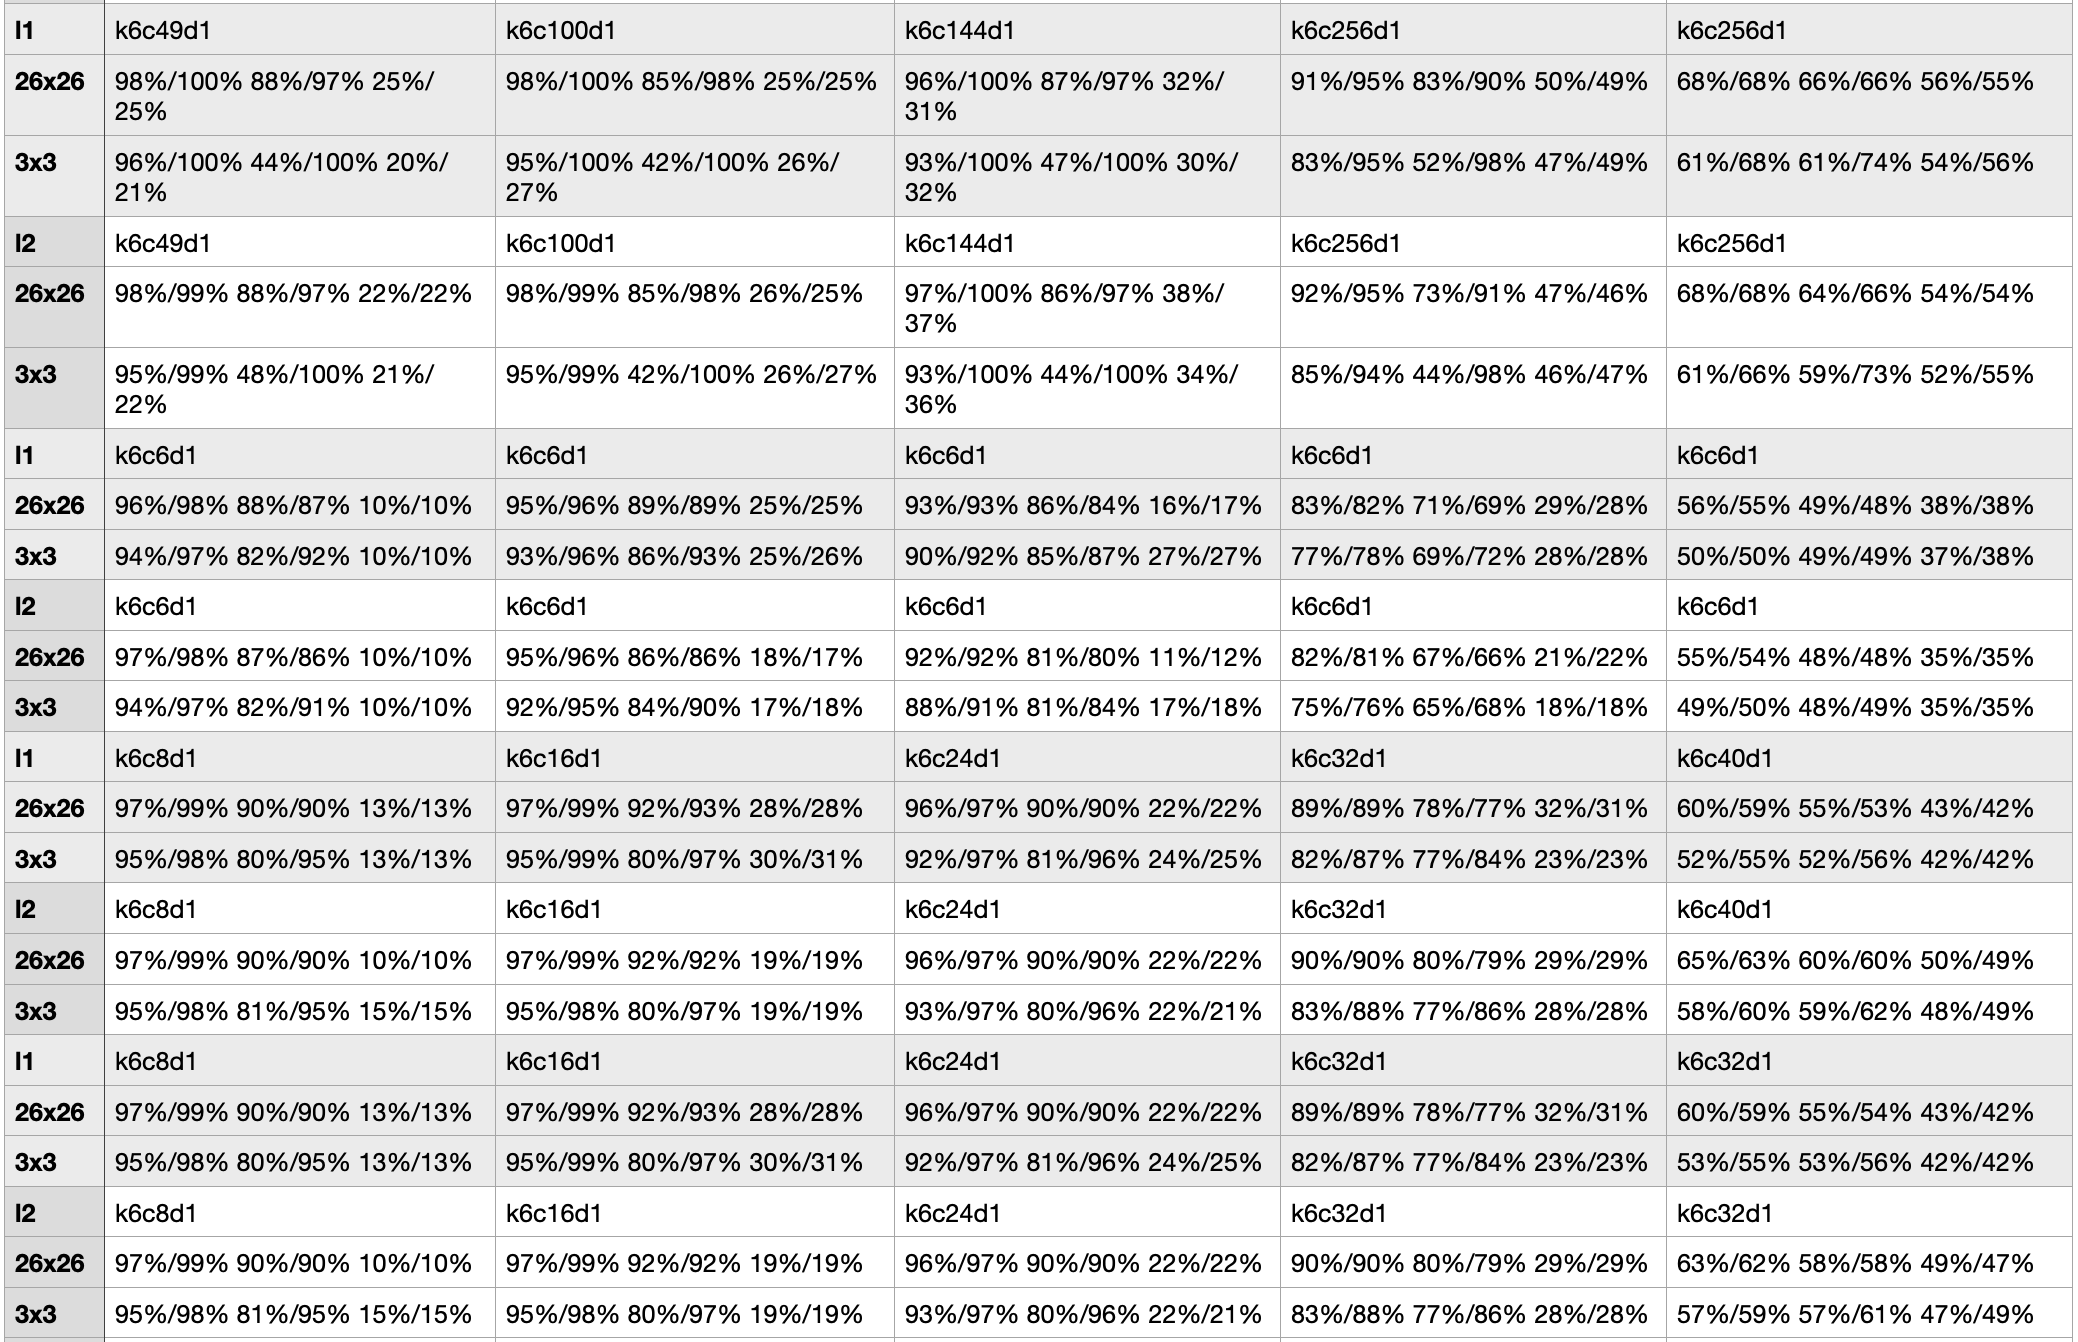 l1 k6c49d1 k6c100d1 k6c144d1 k6c256d1 k6c256d1
26x26 98%/100% 88%/97% 25%/ 98%/100% 85%/98% 25%/25% 96%/100% 87%/97% 32%/ 91%/95% 83%/90% 50%/49% 68%/68% 66%/66% 56%/55%
25% 31%
3x3 96%/100% 44%/100% 20%/ 95%/100% 42%/100% 26%/ 93%/100% 47%/100% 30%/ 83%/95% 52%/98% 47%/49% 61%/68% 61%/74% 54%/56%
21% 27% 32%
l2 k6c49d1 k6c100d1 k6c144d1 k6c256d1 k6c256d1
26x26 98%/99% 88%/97% 22%/22% 98%/99% 85%/98% 26%/25% 97%/100% 86%/97% 38%/ 92%/95% 73%/91% 47%/46% 68%/68% 64%/66% 54%/54%
37%
3x3 95%/99% 48%/100% 21%/ 95%/99% 42%/100% 26%/27% 93%/100% 44%/100% 34%/ 85%/94% 44%/98% 46%/47% 61%/66% 59%/73% 52%/55%
22% 36%
l1 k6c6d1 k6c6d1 k6c6d1 k6c6d1 k6c6d1
26x26 96%/98% 88%/87% 10%/10% 95%/96% 89%/89% 25%/25% 93%/93% 86%/84% 16%/17% 83%/82% 71%/69% 29%/28% 56%/55% 49%/48% 38%/38%
3x3 94%/97% 82%/92% 10%/10% 93%/96% 86%/93% 25%/26% 90%/92% 85%/87% 27%/27% 77%/78% 69%/72% 28%/28% 50%/50% 49%/49% 37%/38%
l2 k6c6d1 k6c6d1 k6c6d1 k6c6d1 k6c6d1
26x26 97%/98% 87%/86% 10%/10% 95%/96% 86%/86% 18%/17% 92%/92% 81%/80% 11%/12% 82%/81% 67%/66% 21%/22% 55%/54% 48%/48% 35%/35%
3x3 94%/97% 82%/91% 10%/10% 92%/95% 84%/90% 17%/18% 88%/91% 81%/84% 17%/18% 75%/76% 65%/68% 18%/18% 49%/50% 48%/49% 35%/35%
l1 k6c8d1 k6c16d1 k6c24d1 k6c32d1 k6c40d1
26x26 97%/99% 90%/90% 13%/13% 97%/99% 92%/93% 28%/28% 96%/97% 90%/90% 22%/22% 89%/89% 78%/77% 32%/31% 60%/59% 55%/53% 43%/42%
3x3 95%/98% 80%/95% 13%/13% 95%/99% 80%/97% 30%/31% 92%/97% 81%/96% 24%/25% 82%/87% 77%/84% 23%/23% 52%/55% 52%/56% 42%/42%
l2 k6c8d1 k6c16d1 k6c24d1 k6c32d1 k6c40d1
26x26 97%/99% 90%/90% 10%/10% 97%/99% 92%/92% 19%/19% 96%/97% 90%/90% 22%/22% 90%/90% 80%/79% 29%/29% 65%/63% 60%/60% 50%/49%
3x3 95%/98% 81%/95% 15%/15% 95%/98% 80%/97% 19%/19% 93%/97% 80%/96% 22%/21% 83%/88% 77%/86% 28%/28% 58%/60% 59%/62% 48%/49%
l1 k6c8d1 k6c16d1 k6c24d1 k6c32d1 k6c32d1
26x26 97%/99% 90%/90% 13%/13% 97%/99% 92%/93% 28%/28% 96%/97% 90%/90% 22%/22% 89%/89% 78%/77% 32%/31% 60%/59% 55%/54% 43%/42%
3x3 95%/98% 80%/95% 13%/13% 95%/99% 80%/97% 30%/31% 92%/97% 81%/96% 24%/25% 82%/87% 77%/84% 23%/23% 53%/55% 53%/56% 42%/42%
l2 k6c8d1 k6c16d1 k6c24d1 k6c32d1 k6c32d1
26x26 97%/99% 90%/90% 10%/10% 97%/99% 92%/92% 19%/19% 96%/97% 90%/90% 22%/22% 90%/90% 80%/79% 29%/29% 63%/62% 58%/58% 49%/47%
3x3 95%/98% 81%/95% 15%/15% 95%/98% 80%/97% 19%/19% 93%/97% 80%/96% 22%/21% 83%/88% 77%/86% 28%/28% 57%/59% 57%/61% 47%/49%